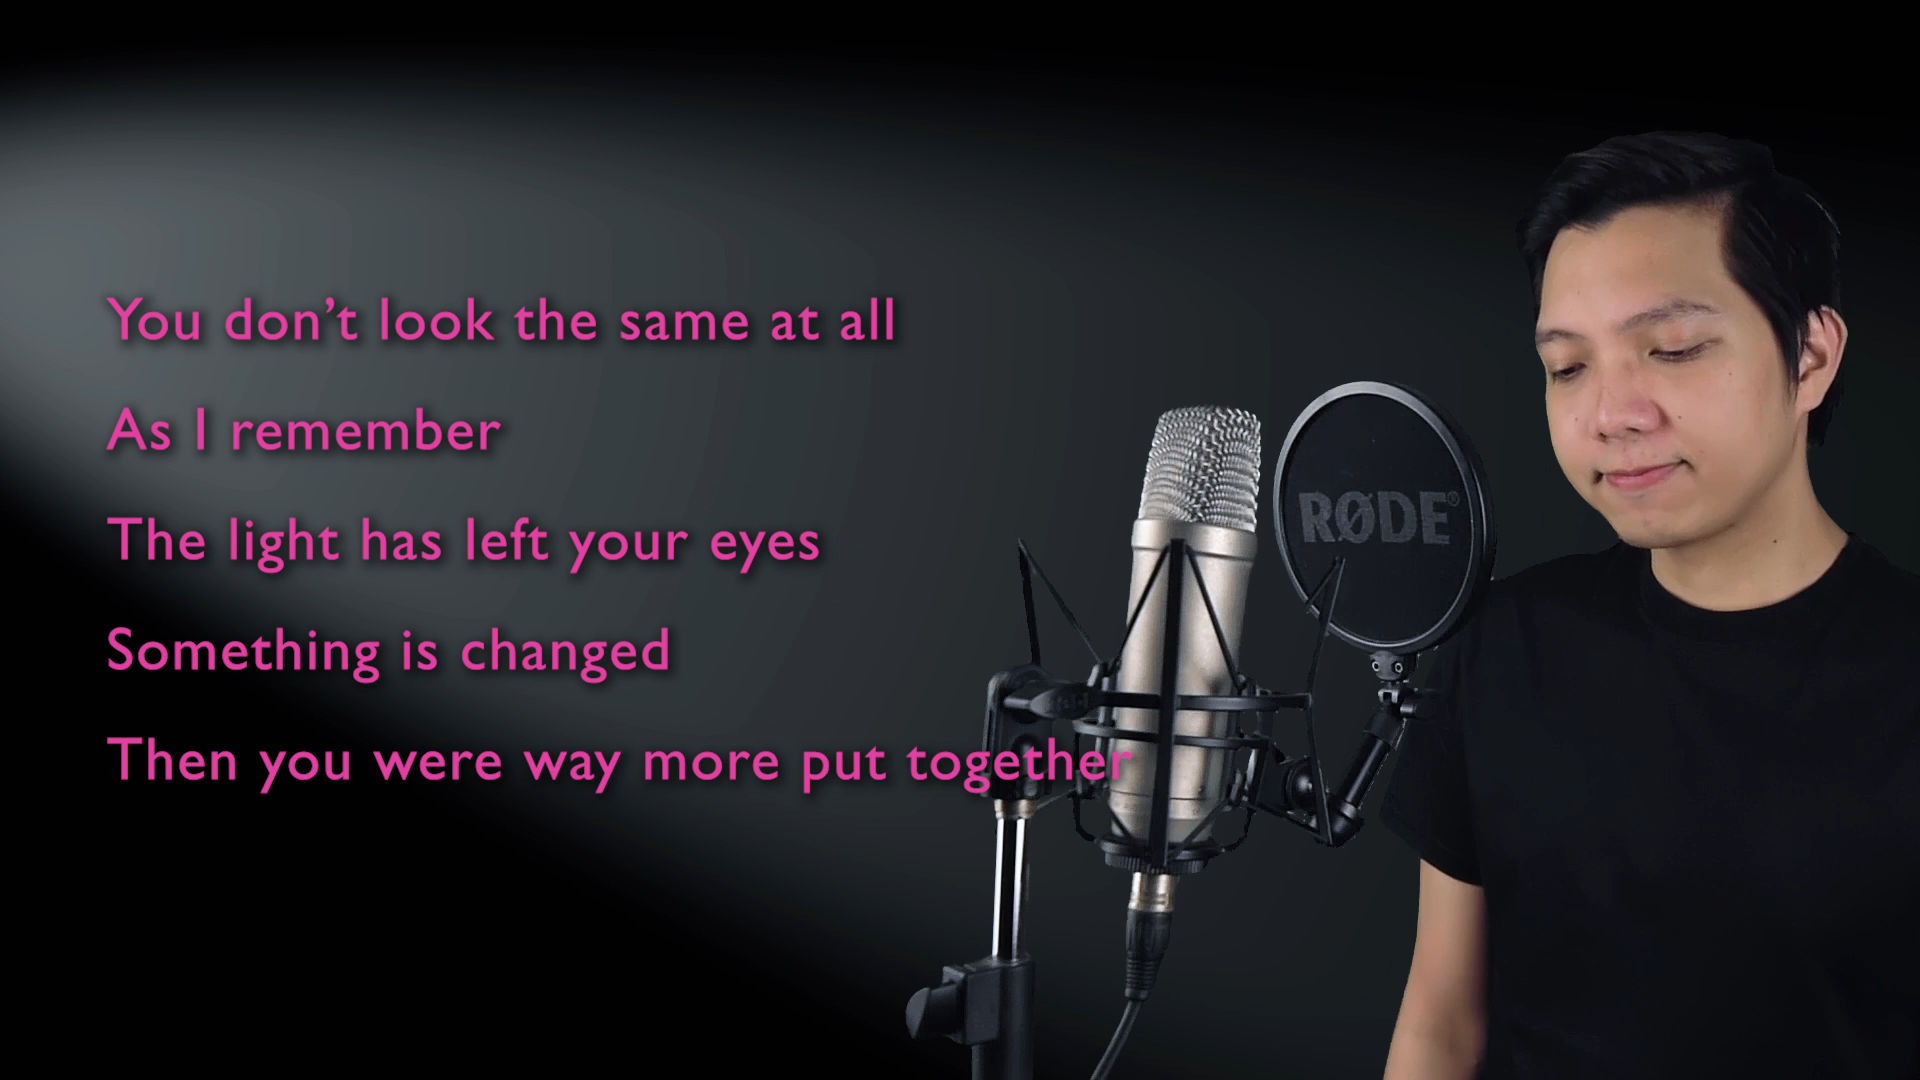 You don’t look the same at all
As I remember
The light has left your eyes
Something is changed
Then you were way more put together
RØDE®